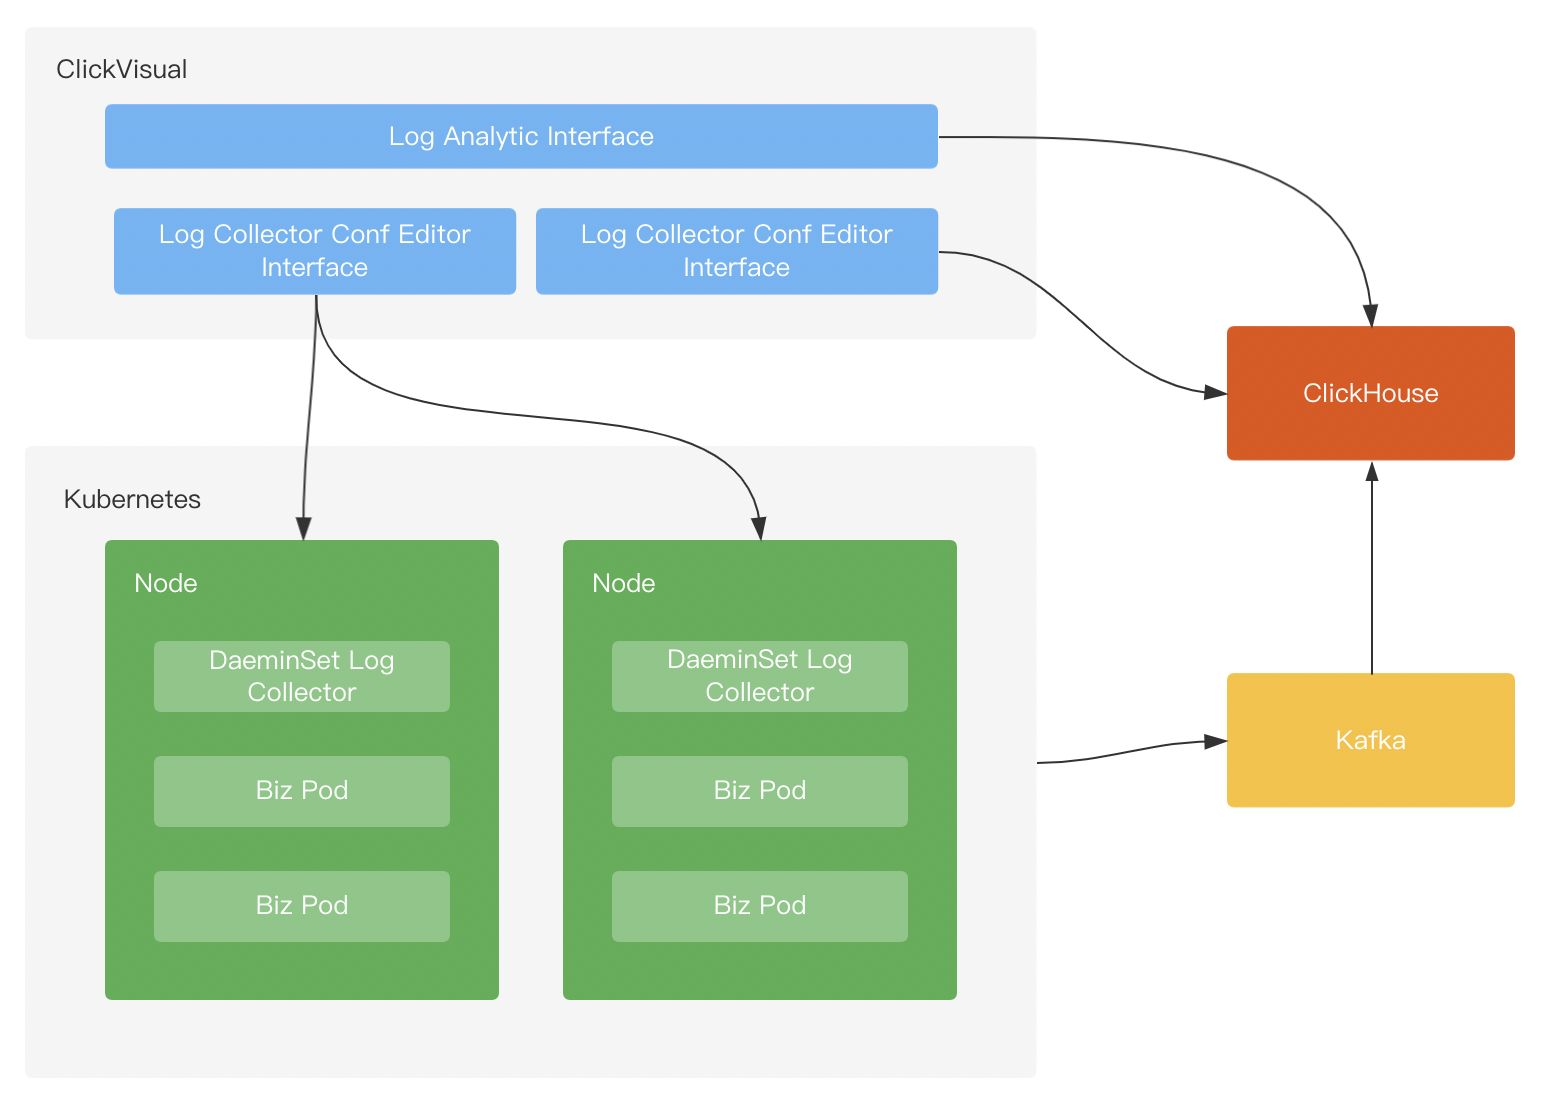 ClickVisual
Log Analytic Interface
Log Collector Conf Editor
Interface
Log Collector Conf Editor
Interface
ClickHouse
Kubernetes
Node
DaeminSet Log
Collector
Biz Pod
Biz Pod
Node
DaeminSet Log
Collector
Biz Pod
Biz Pod
Kafka